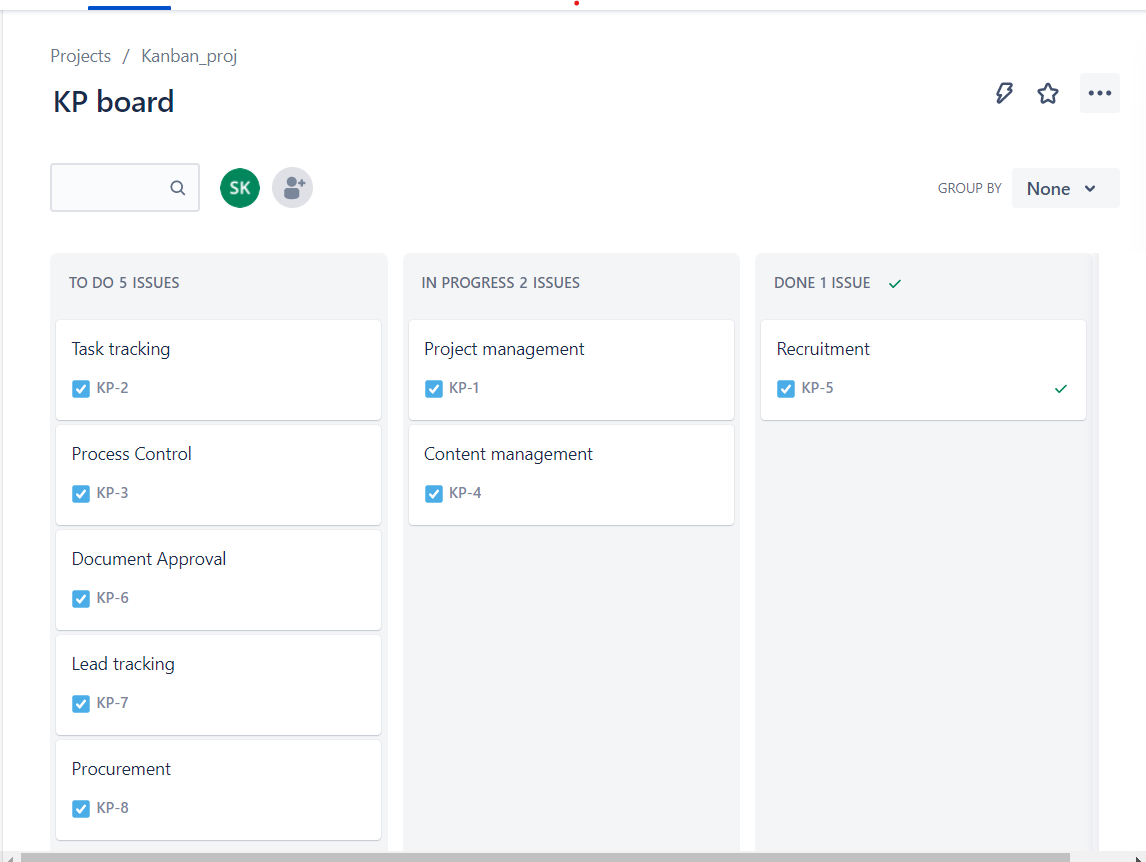 Projects / Kanban_proj
KP board
SK
GROUP BY None
TO DO 5 ISSUES
Task tracking
KP-2
Process Control
KP-3
Document Approval
KP-6
Lead tracking
KP-7
Procurement
KP-8
IN PROGRESS 2 ISSUES
Project management
KP-1
Content management
KP-4
DONE 1 ISSUE
Recruitment
KP-5